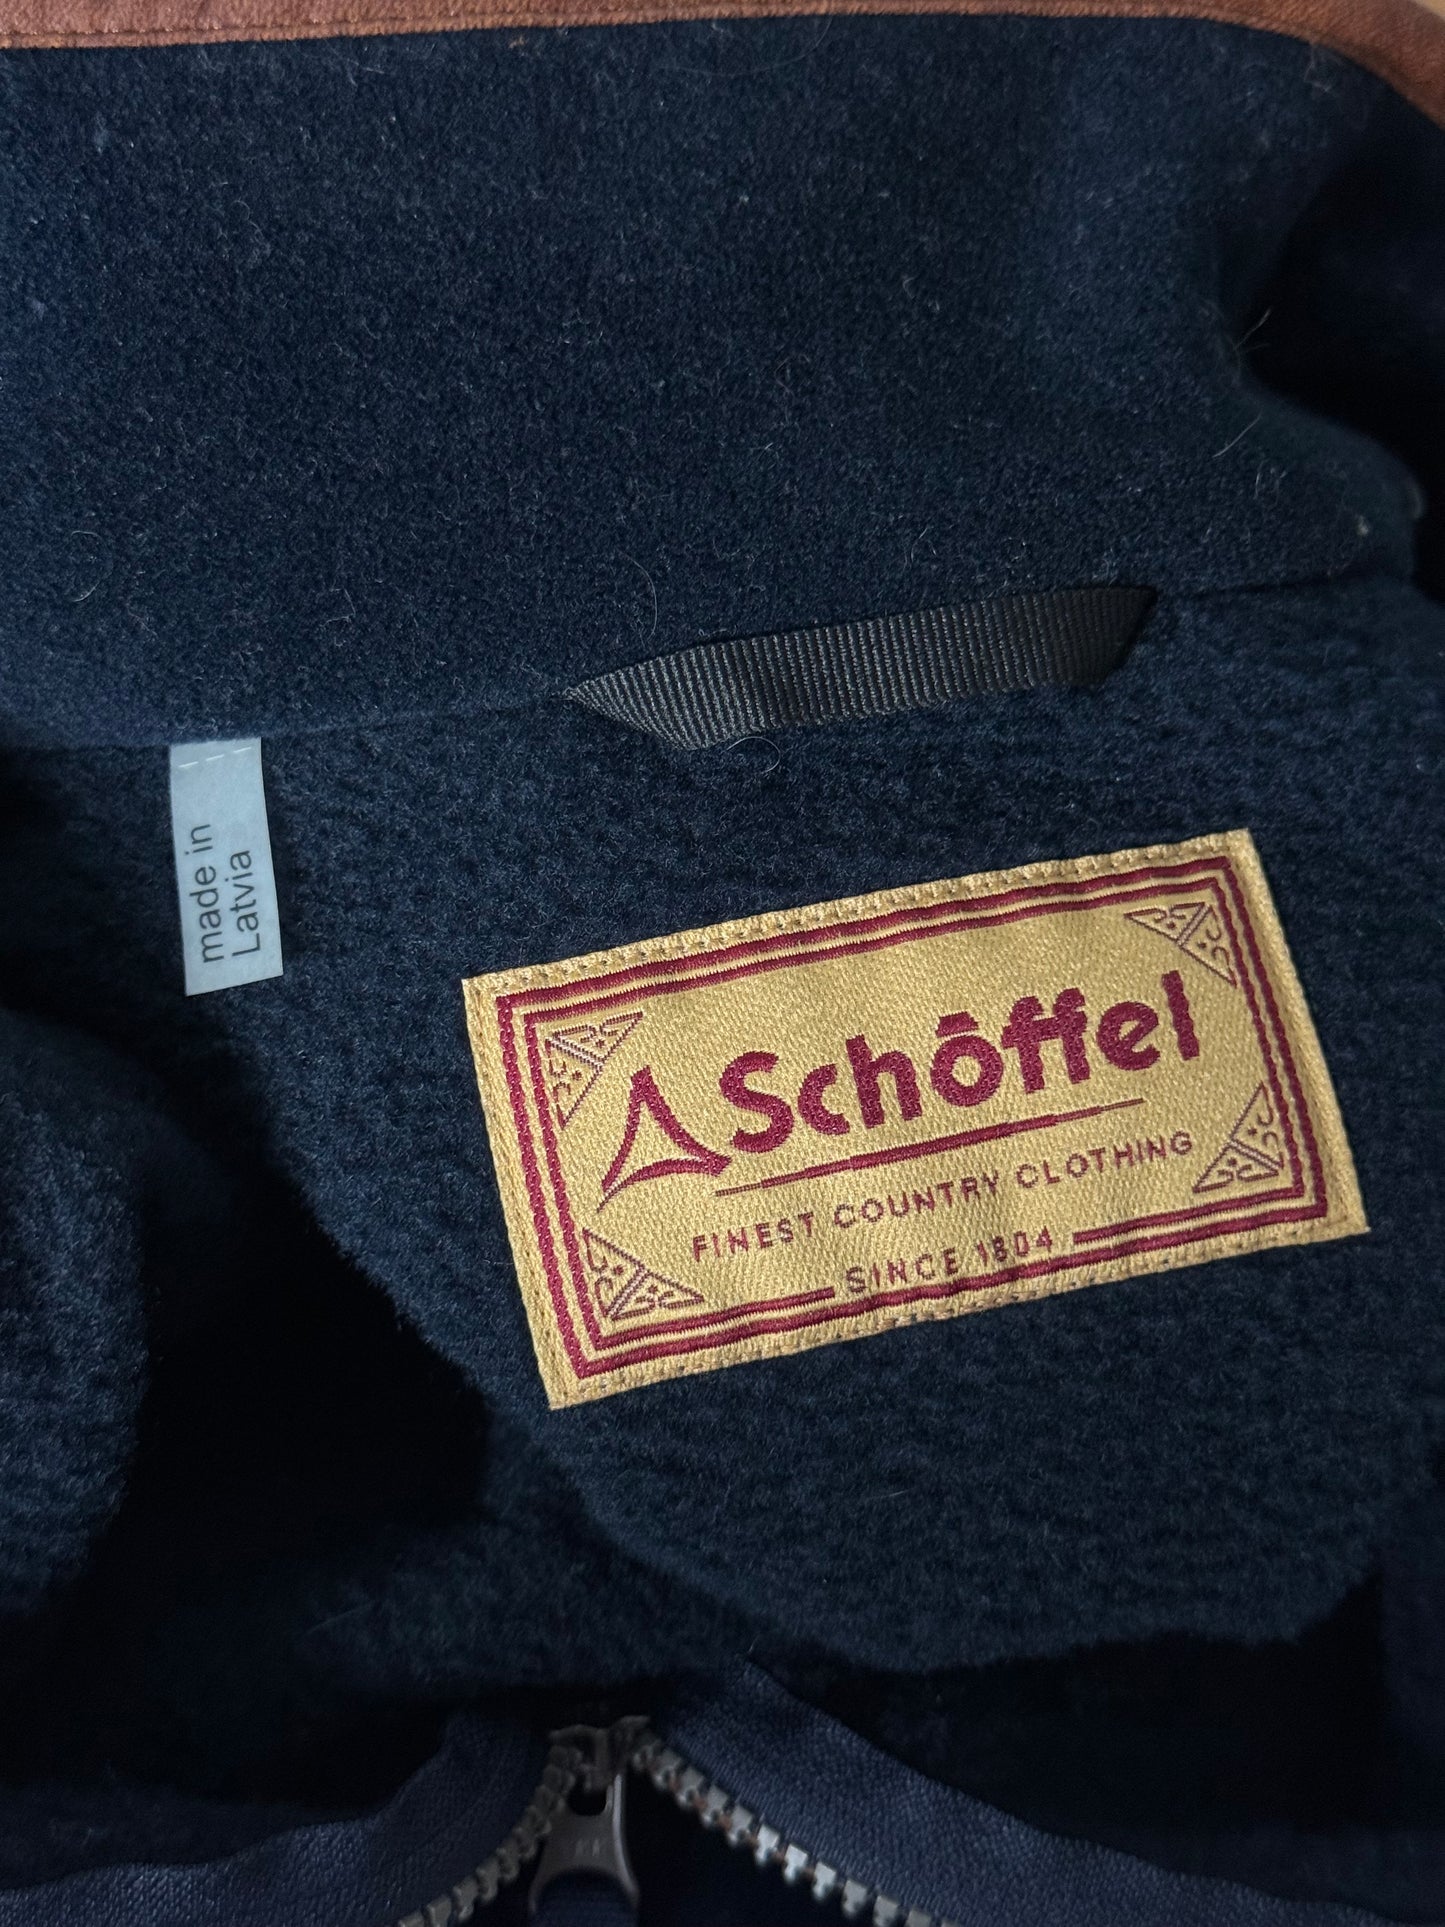 made in
Latvia
Schöffel
FINEST COUNTRY CLOTHING
SINCE 1804